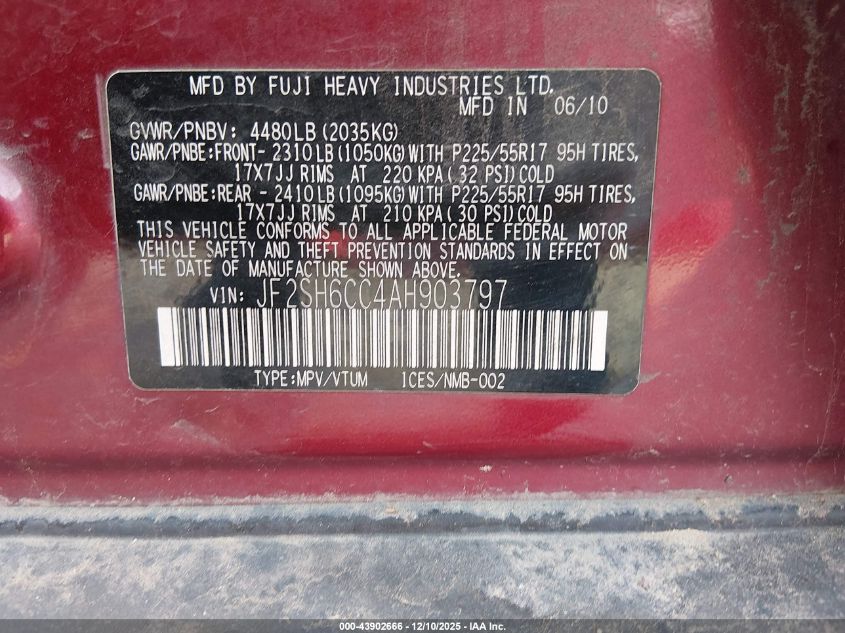 MFD BY FUJI HEAVY INDUSTRIES LTD.
MFD IN 06/10
GVWR/PNBV: 4480LB(2035KG)
GAWR/PNBE:FRONT- 2310LB(1050KG)WITH P225/55R17 95H TIRES,
17X7JJ RIMS AT 220 KPA( 32 PSI)COLD
GAWR/PNBE:REAR - 2410LB(1095KG)WITH P225/55R17 95H TIRES,
17X7JJ RIMS AT 210 KPA( 30 PSI)COLD
THIS VEHICLE CONFORMS TO ALL APPLICABLE FEDERAL MOTOR
VEHICLE SAFETY AND THEFT PREVENTION STANDARDS IN EFFECT ON
THE DATE OF MANUFACTURE SHOWN ABOVE.
VIN: JF2SH6CC4AH903797
TYPE:MPV/VTUM ICES/NMB-002
000-43902666 - 12/10/2025 - IAA Inc.